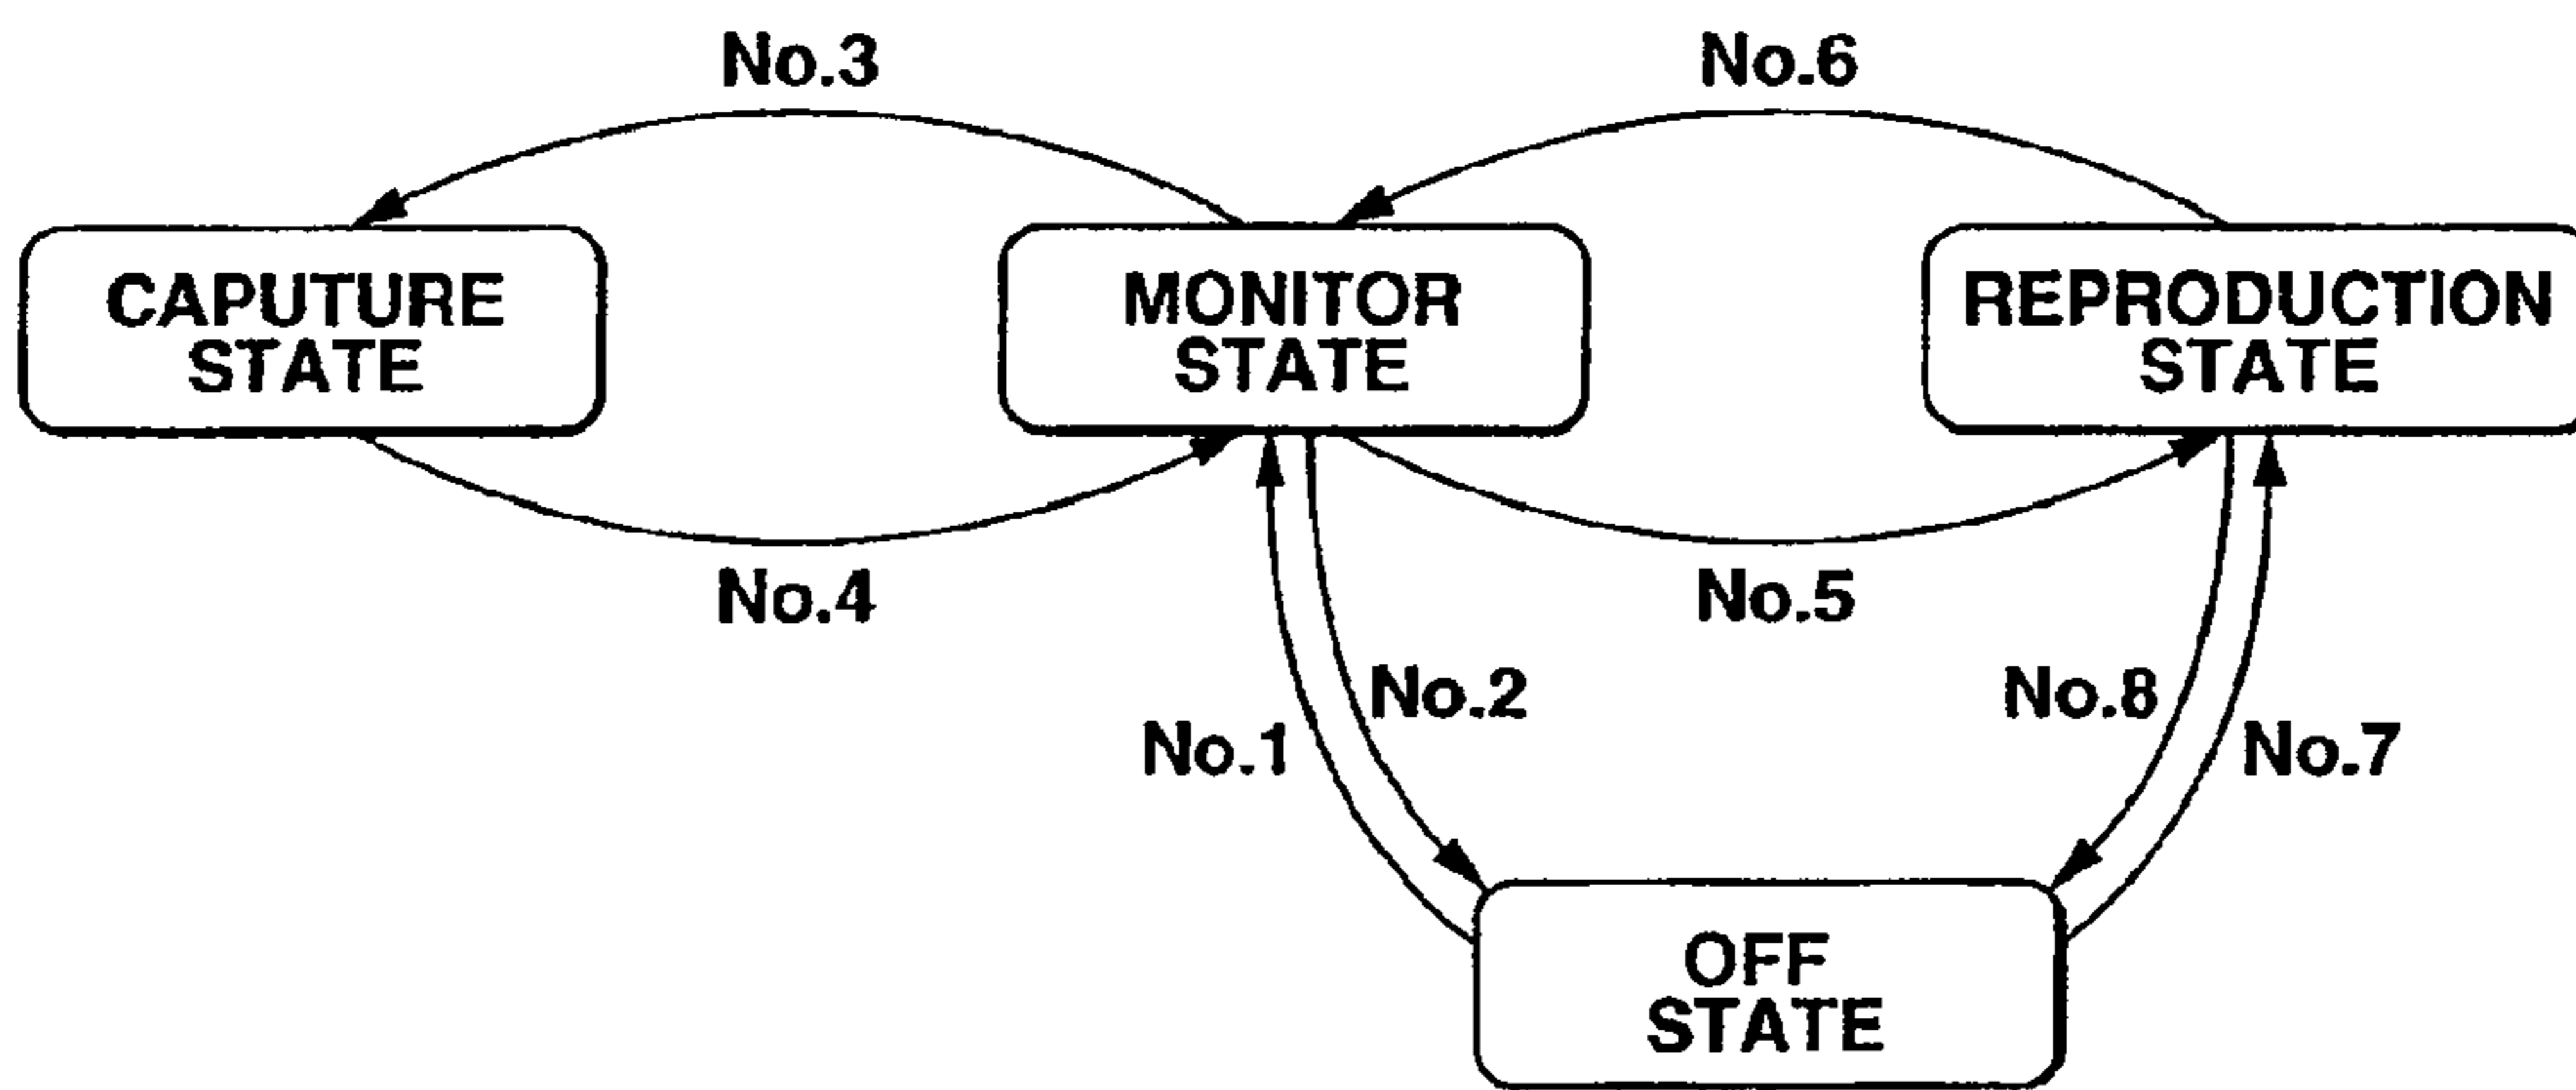 No.3
No.6
CAPUTURE
STATE
MONITOR
STATE
REPRODUCTION
STATE
No.4
No.5
No.2
No.8
No.1
No.7
OFF
STATE